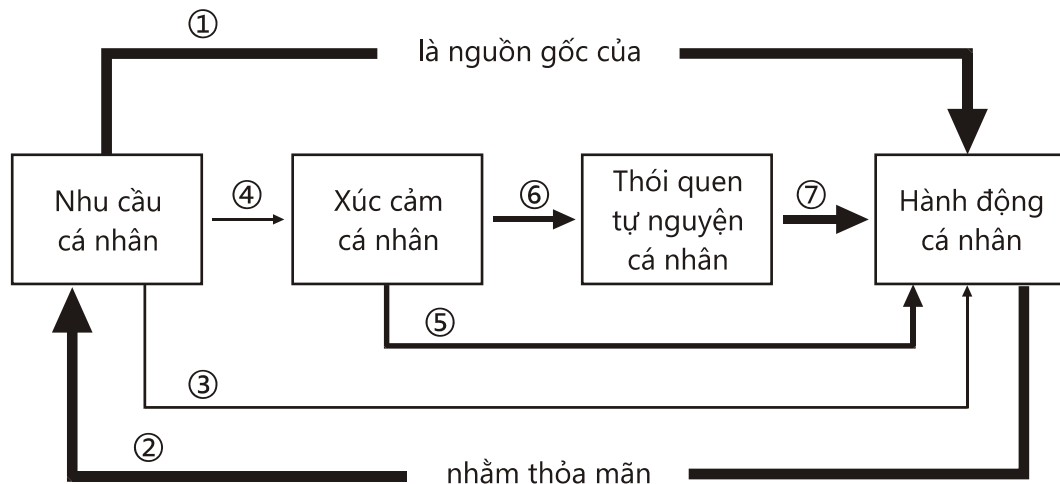 ①
là nguồn gốc của
Nhu cầu
cá nhân
④
Xúc cảm
cá nhân
⑥
Thói quen
tự nguyện
cá nhân
⑦
Hành động
cá nhân
⑤
③
②
nhằm thỏa mãn